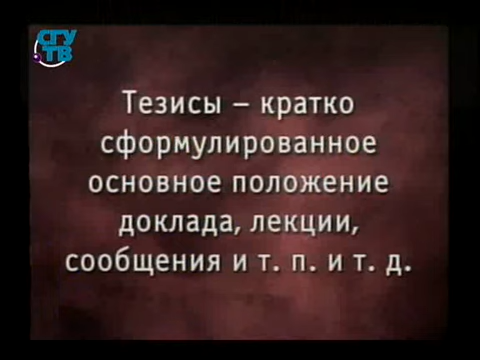 СГУ
ТВ
Тезисы – кратко
сформулированное
основное положение
доклада, лекции,
сообщения и т. п. и т. д.